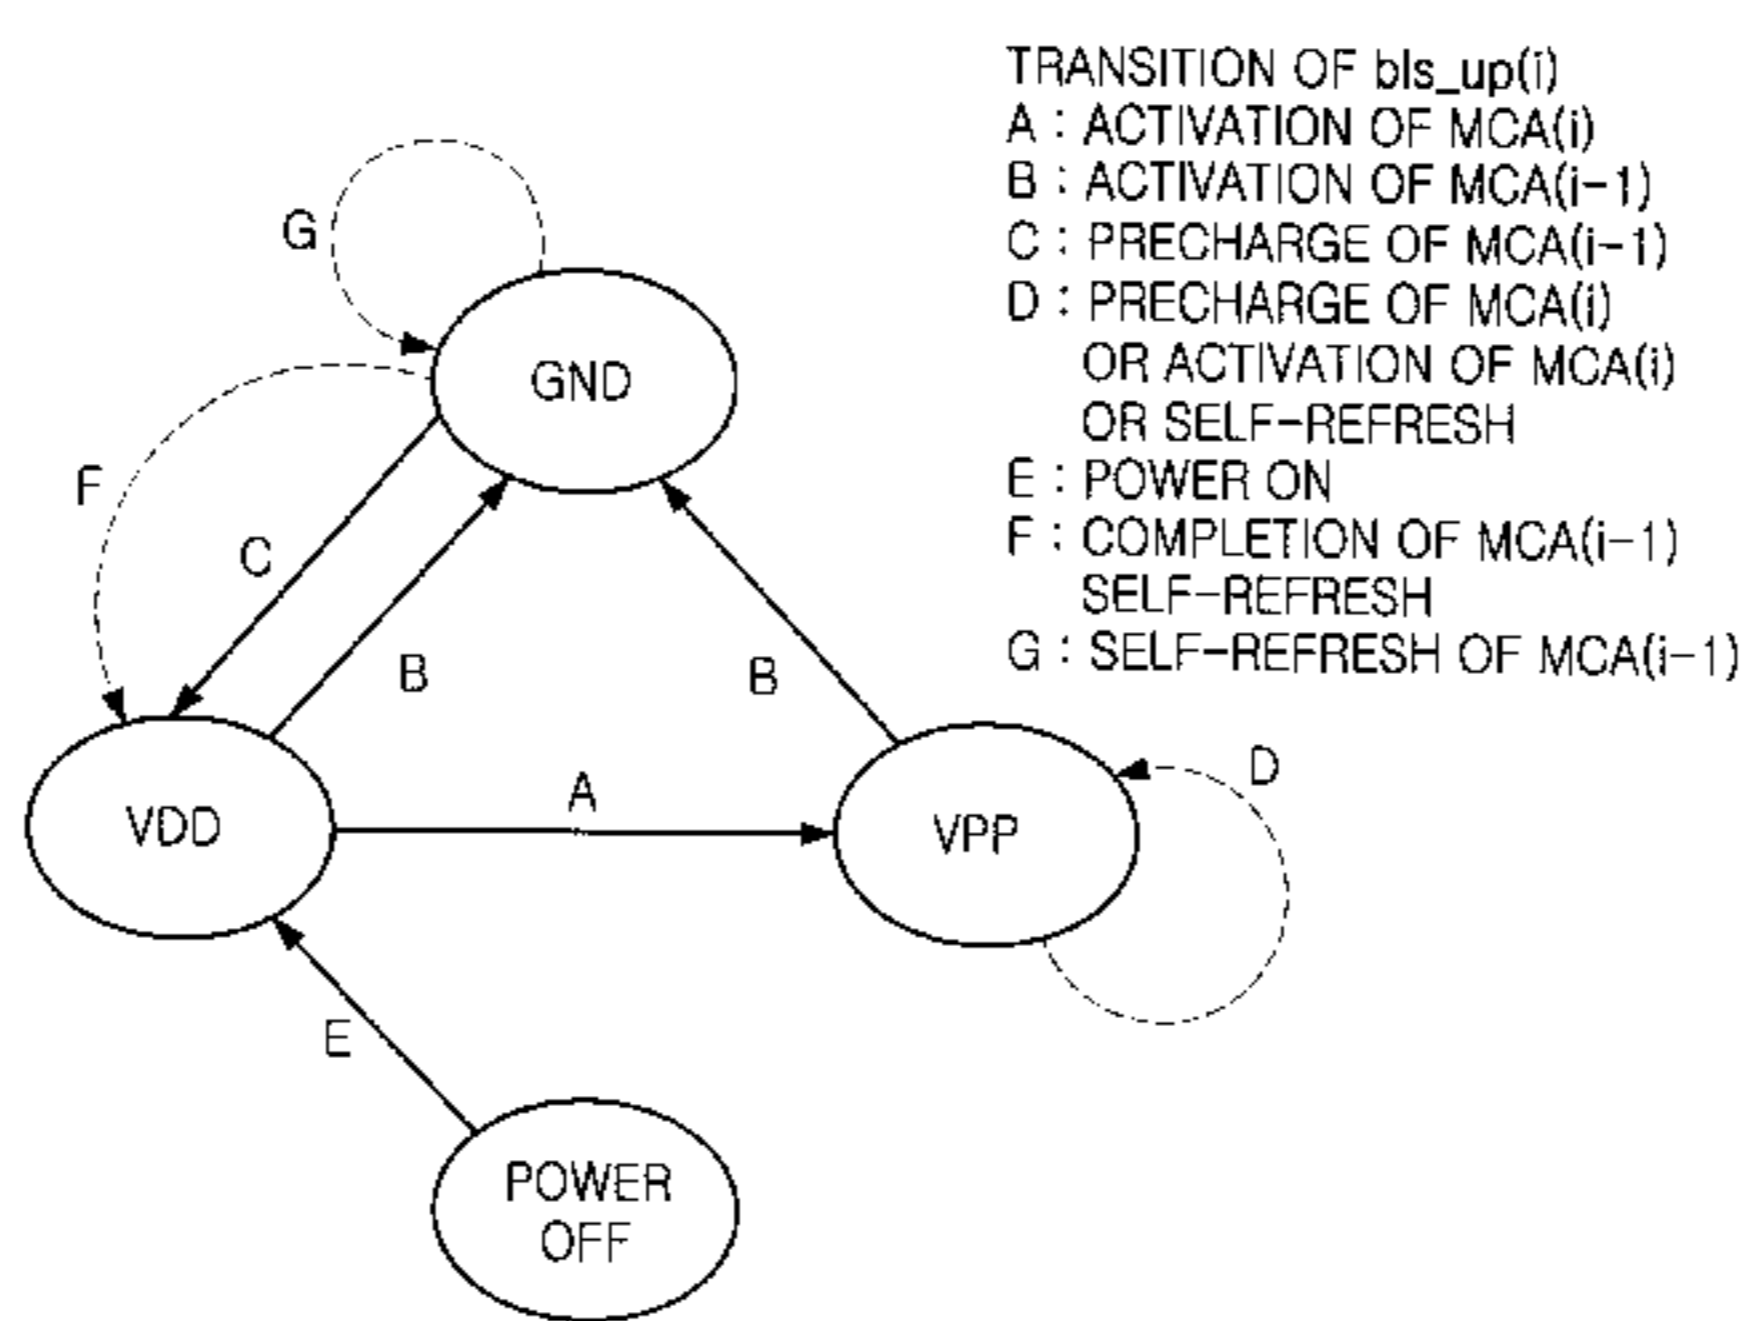 TRANSITION OF bls_up(i)
A : ACTIVATION OF MCA(i)
B : ACTIVATION OF MCA(i-1)
C : PRECHARGE OF MCA(i-1)
D : PRECHARGE OF MCA(i)
OR ACTIVATION OF MCA(i)
OR SELF-REFRESH
E : POWER ON
F : COMPLETION OF MCA(i-1)
SELF-REFRESH
G : SELF-REFRESH OF MCA(i-1)
G
GND
F
C
B
B
A
D
VDD
VPP
E
POWER
OFF